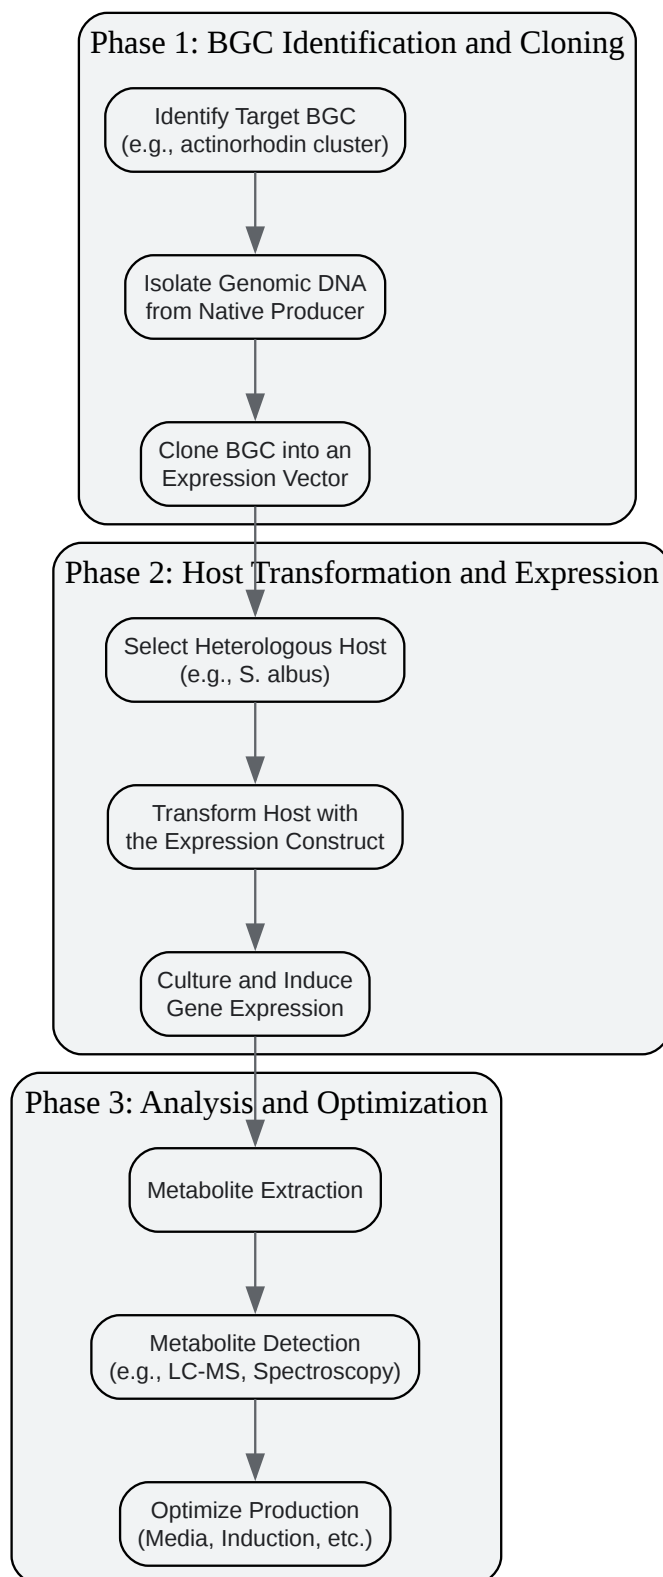 Phase 1: BGC Identification and Cloning
Identify Target BGC
(e.g., actinorhodin cluster)
Isolate Genomic DNA
from Native Producer
Clone BGC into an
Expression Vector
Phase 2: Host Transformation and Expression
Select Heterologous Host
(e.g., S. albus)
Transform Host with
the Expression Construct
Culture and Induce
Gene Expression
Phase 3: Analysis and Optimization
Metabolite Extraction
Metabolite Detection
(e.g., LC-MS, Spectroscopy)
Optimize Production
(Media, Induction, etc.)